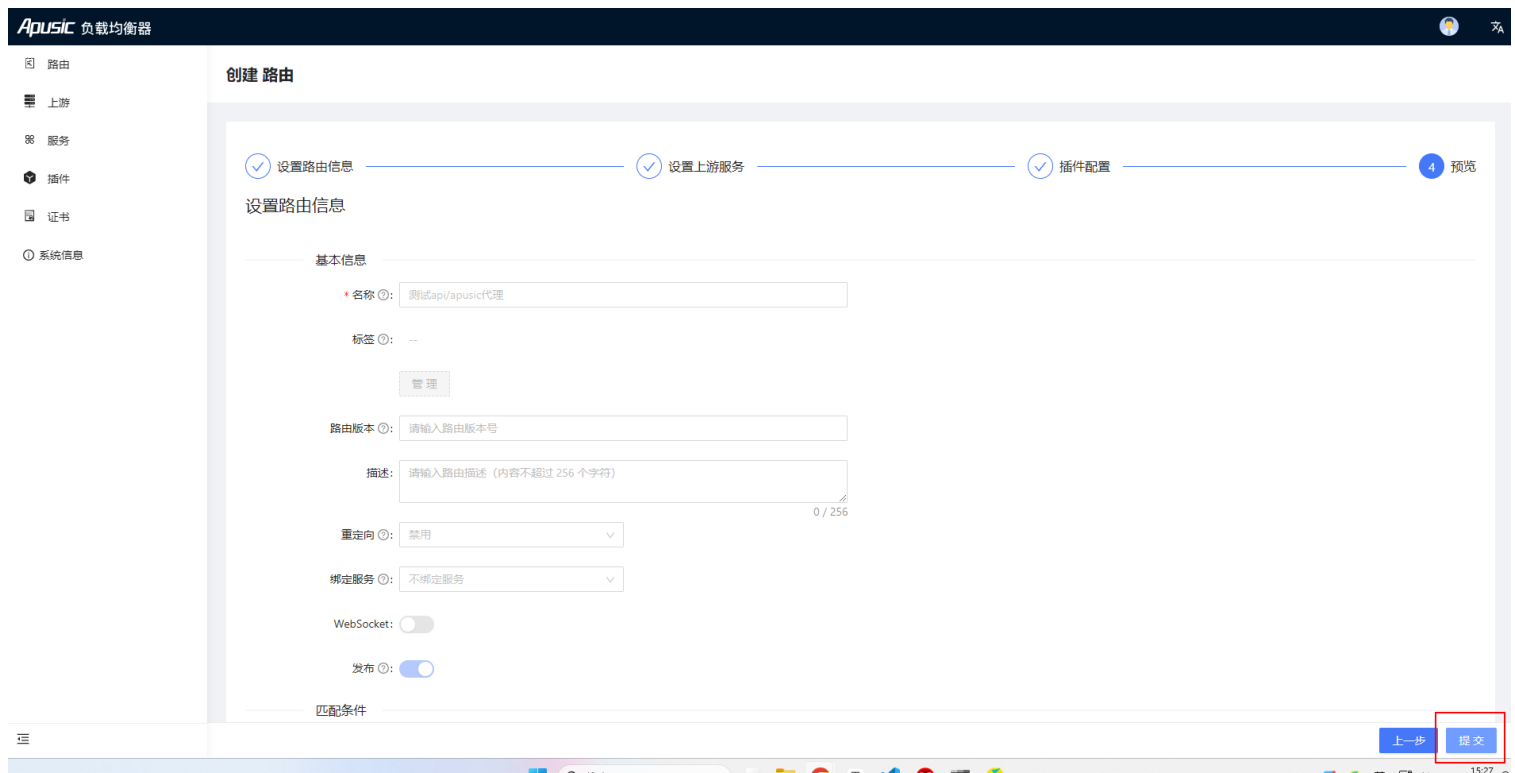 Apusic 负载均衡器
路由
上游
服务
插件
证书
系统信息
创建 路由
设置路由信息
设置上游服务
插件配置
4 预览
设置路由信息
基本信息
* 名称 ?: 测试api/apusic代理
标签 ?: --
管 理
路由版本 ?: 请输入路由版本号
描述: 请输入路由描述（内容不超过 256 个字符）
0 / 256
重定向 ?: 禁用
绑定服务 ?: 不绑定服务
WebSocket:
发布 ?:
匹配条件
上一步
提 交
15:27